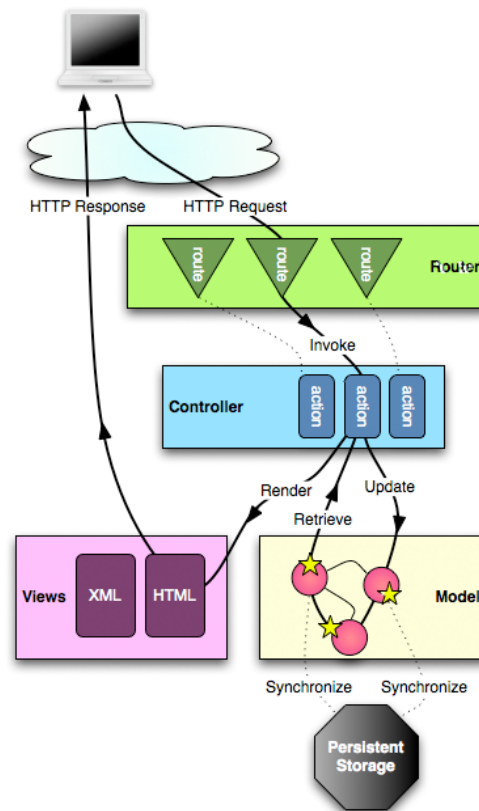 HTTP Response
HTTP Request
route
route
route
Router
Invoke
Controller
action
action
action
Render
Update
Retrieve
Views
XML
HTML
Model
Synchronize
Synchronize
Persistent
Storage